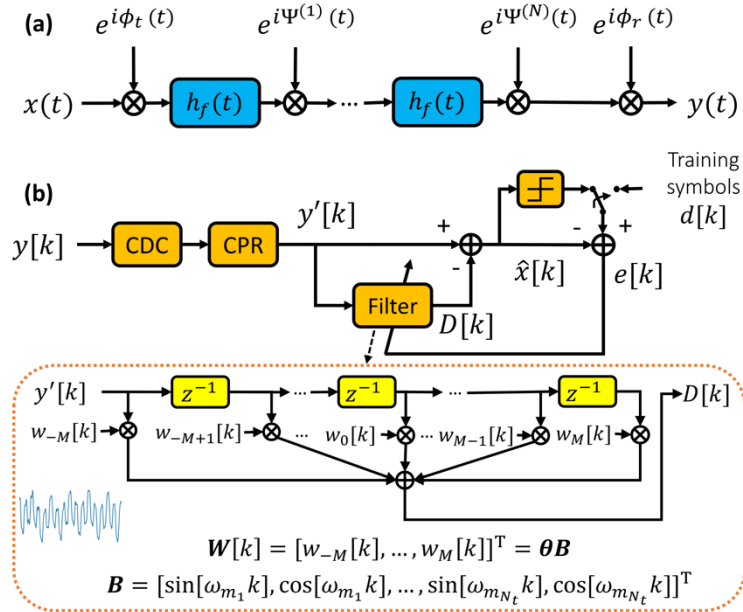 (a) e^{iϕ_t(t)} e^{iΨ^{(1)}(t)} e^{iΨ^{(N)}(t)} e^{iϕ_r(t)}
x(t) h_f(t) ... h_f(t) y(t)
(b)
Training
symbols
d[k]
y[k] CDC CPR y'[k] + - x̂[k] - + e[k]
Filter D[k]
y'[k] z^{-1} ... z^{-1} ... z^{-1} D[k]
w_{-M}[k] w_{-M+1}[k] ... w_0[k] ... w_{M-1}[k] w_M[k]
W[k] = [w_{-M}[k], ..., w_M[k]]^T = θB
B = [sin[ω_{m_1}k], cos[ω_{m_1}k], ..., sin[ω_{m_{N_t}}k], cos[ω_{m_{N_t}}k]]^T